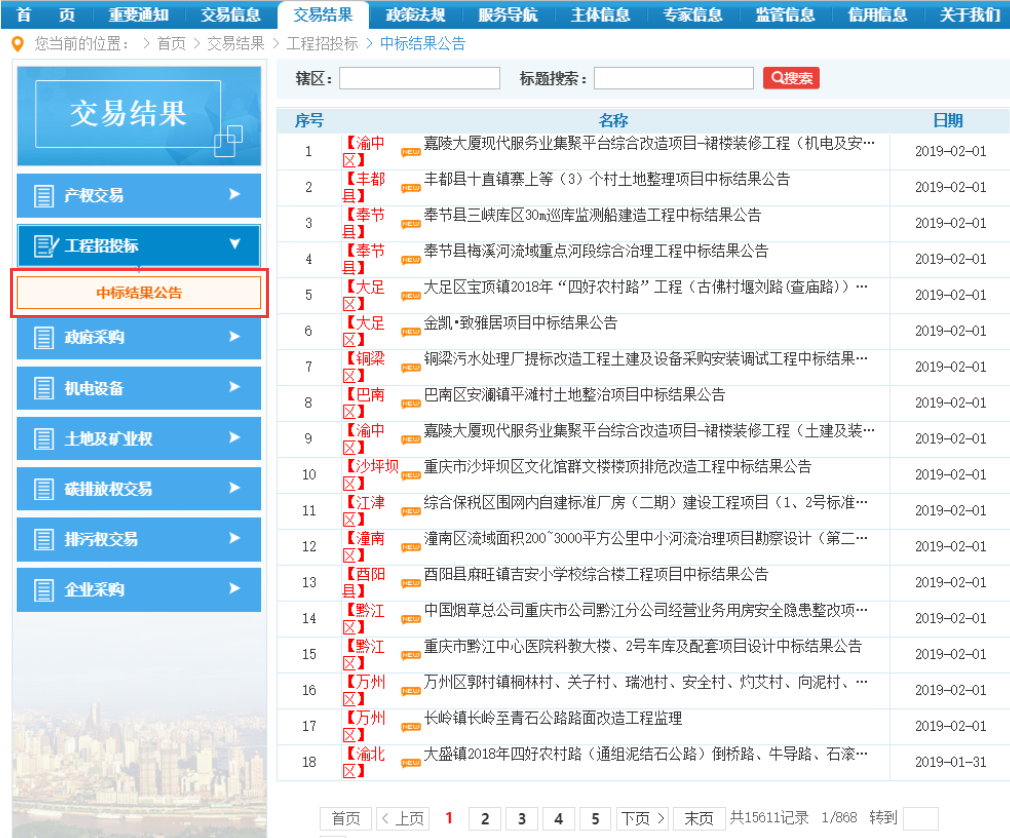 首 页 重要通知 交易信息 交易结果 政策法规 服务导航 主体信息 专家信息 监管信息 信用信息 关于我们
您当前的位置： > 首页 > 交易结果 > 工程招投标 > 中标结果公告
交易结果
产权交易
工程招投标
中标结果公告
政府采购
机电设备
土地及矿业权
碳排放权交易
排污权交易
企业采购
辖区： 标题搜索： 搜索
序号 名称 日期
1 【渝中区】 NEW 嘉陵大厦现代服务业集聚平台综合改造项目-裙楼装修工程（机电及安… 2019-02-01
2 【丰都县】 NEW 丰都县十直镇寨上等（3）个村土地整理项目中标结果公告 2019-02-01
3 【奉节县】 NEW 奉节县三峡库区30m巡库监测船建造工程中标结果公告 2019-02-01
4 【奉节县】 NEW 奉节县梅溪河流域重点河段综合治理工程中标结果公告 2019-02-01
5 【大足区】 NEW 大足区宝顶镇2018年“四好农村路”工程（古佛村堰刘路(查庙路)）… 2019-02-01
6 【大足区】 NEW 金凯•致雅居项目中标结果公告 2019-02-01
7 【铜梁区】 NEW 铜梁污水处理厂提标改造工程土建及设备采购安装调试工程中标结果… 2019-02-01
8 【巴南区】 NEW 巴南区安澜镇平滩村土地整治项目中标结果公告 2019-02-01
9 【渝中区】 NEW 嘉陵大厦现代服务业集聚平台综合改造项目-裙楼装修工程（土建及装… 2019-02-01
10 【沙坪坝区】 NEW 重庆市沙坪坝区文化馆群文楼楼顶排危改造工程中标结果公告 2019-02-01
11 【江津区】 NEW 综合保税区围网内自建标准厂房（二期）建设工程项目（1、2号标准… 2019-02-01
12 【潼南区】 NEW 潼南区流域面积200~3000平方公里中小河流治理项目勘察设计（第二… 2019-02-01
13 【酉阳县】 NEW 酉阳县麻旺镇吉安小学校综合楼工程项目中标结果公告 2019-02-01
14 【黔江区】 NEW 中国烟草总公司重庆市公司黔江分公司经营业务用房安全隐患整改项… 2019-02-01
15 【黔江区】 NEW 重庆市黔江中心医院科教大楼、2号车库及配套项目设计中标结果公告 2019-02-01
16 【万州区】 NEW 万州区郭村镇桐林村、关子村、瑞池村、安全村、灼艾村、向泥村、… 2019-02-01
17 【万州区】 NEW 长岭镇长岭至青石公路路面改造工程监理 2019-02-01
18 【渝北区】 NEW 大盛镇2018年四好农村路（通组泥结石公路）倒桥路、牛导路、石滚… 2019-01-31
首页 < 上页 1 2 3 4 5 下页 > 末页 共15611记录 1/868 转到